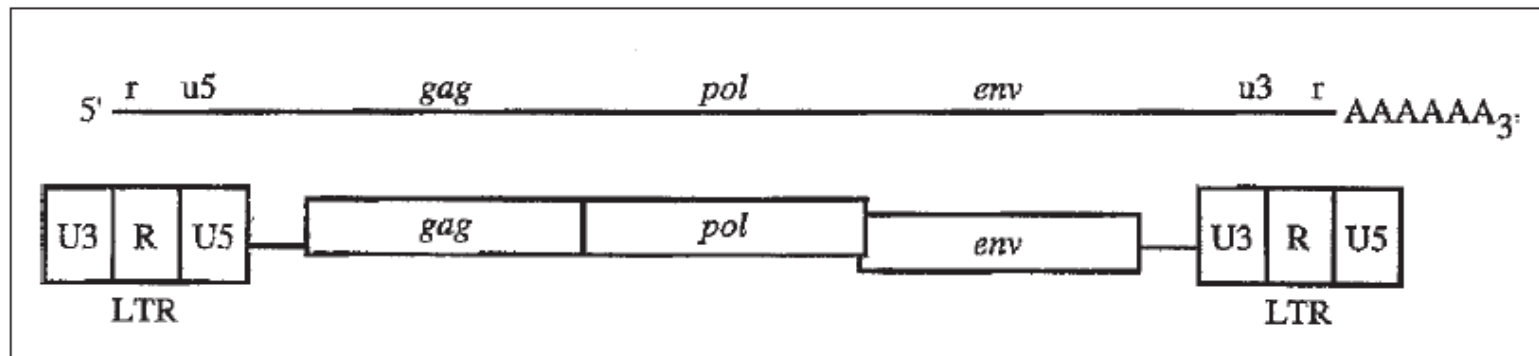 r u5 gag pol env u3 r
5' AAAAAA3'
U3 R U5 gag pol env U3 R U5
LTR LTR